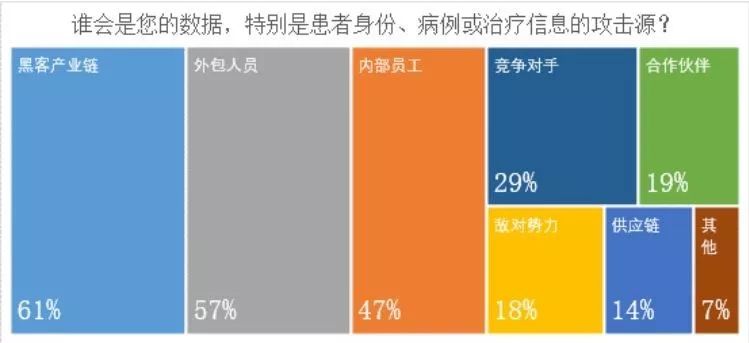 谁会是您的数据，特别是患者身份、病例或治疗信息的攻击源？
黑客产业链
61%
外包人员
57%
内部员工
47%
竞争对手
29%
合作伙伴
19%
敌对势力
18%
供应链
14%
其
他
7%